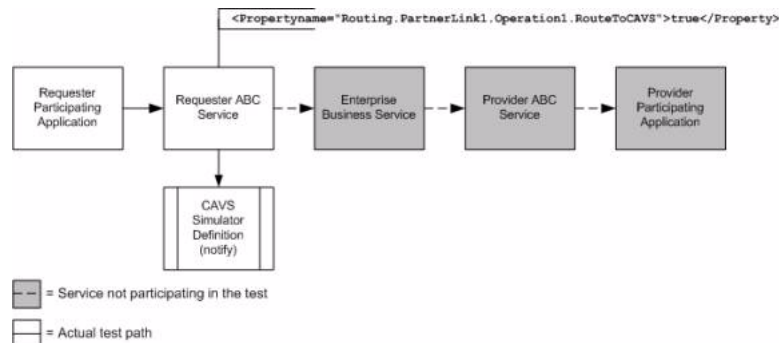 <Propertyname="Routing.PartnerLink1.Operation1.RouteToCAVS">true</Property>
Requester
Participating
Application
Requester ABC
Service
Enterprise
Business Service
Provider ABC
Service
Provider
Participating
Application
CAVS
Simulator
Definition
(notify)
= Service not participating in the test
= Actual test path